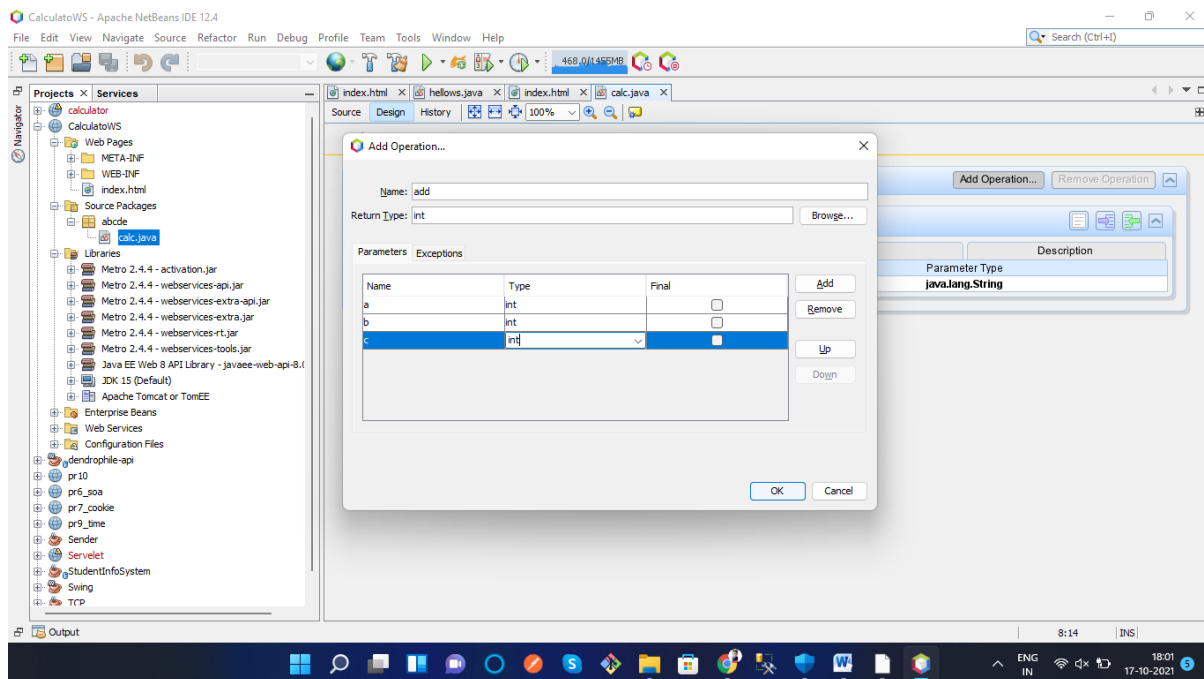 CalculatoWS - Apache NetBeans IDE 12.4
File Edit View Navigate Source Refactor Run Debug Profile Team Tools Window Help
Search (Ctrl+I)
468.0/1455MB
Projects Services
Navigator
index.html hellows.java index.html calc.java
Source Design History 100%
calculator
CalculatoWS
Web Pages
META-INF
WEB-INF
index.html
Source Packages
abcde
calc.java
Libraries
Metro 2.4.4 - activation.jar
Metro 2.4.4 - webservices-api.jar
Metro 2.4.4 - webservices-extra-api.jar
Metro 2.4.4 - webservices-extra.jar
Metro 2.4.4 - webservices-rt.jar
Metro 2.4.4 - webservices-tools.jar
Java EE Web 8 API Library - javaee-web-api-8.0
JDK 15 (Default)
Apache Tomcat or TomEE
Enterprise Beans
Web Services
Configuration Files
dendrophile-api
pr10
pr6_soa
pr7_cookie
pr9_time
Sender
Servelet
StudentInfoSystem
Swing
TCP
Add Operation...
Name: add
Return Type: int Browse...
Parameters Exceptions
Name Type Final
a int
b int
c int
Add
Remove
Up
Down
OK Cancel
Add Operation... Remove Operation
Description
Parameter Type
java.lang.String
Output
8:14 INS
ENG
IN
18:01
17-10-2021
5